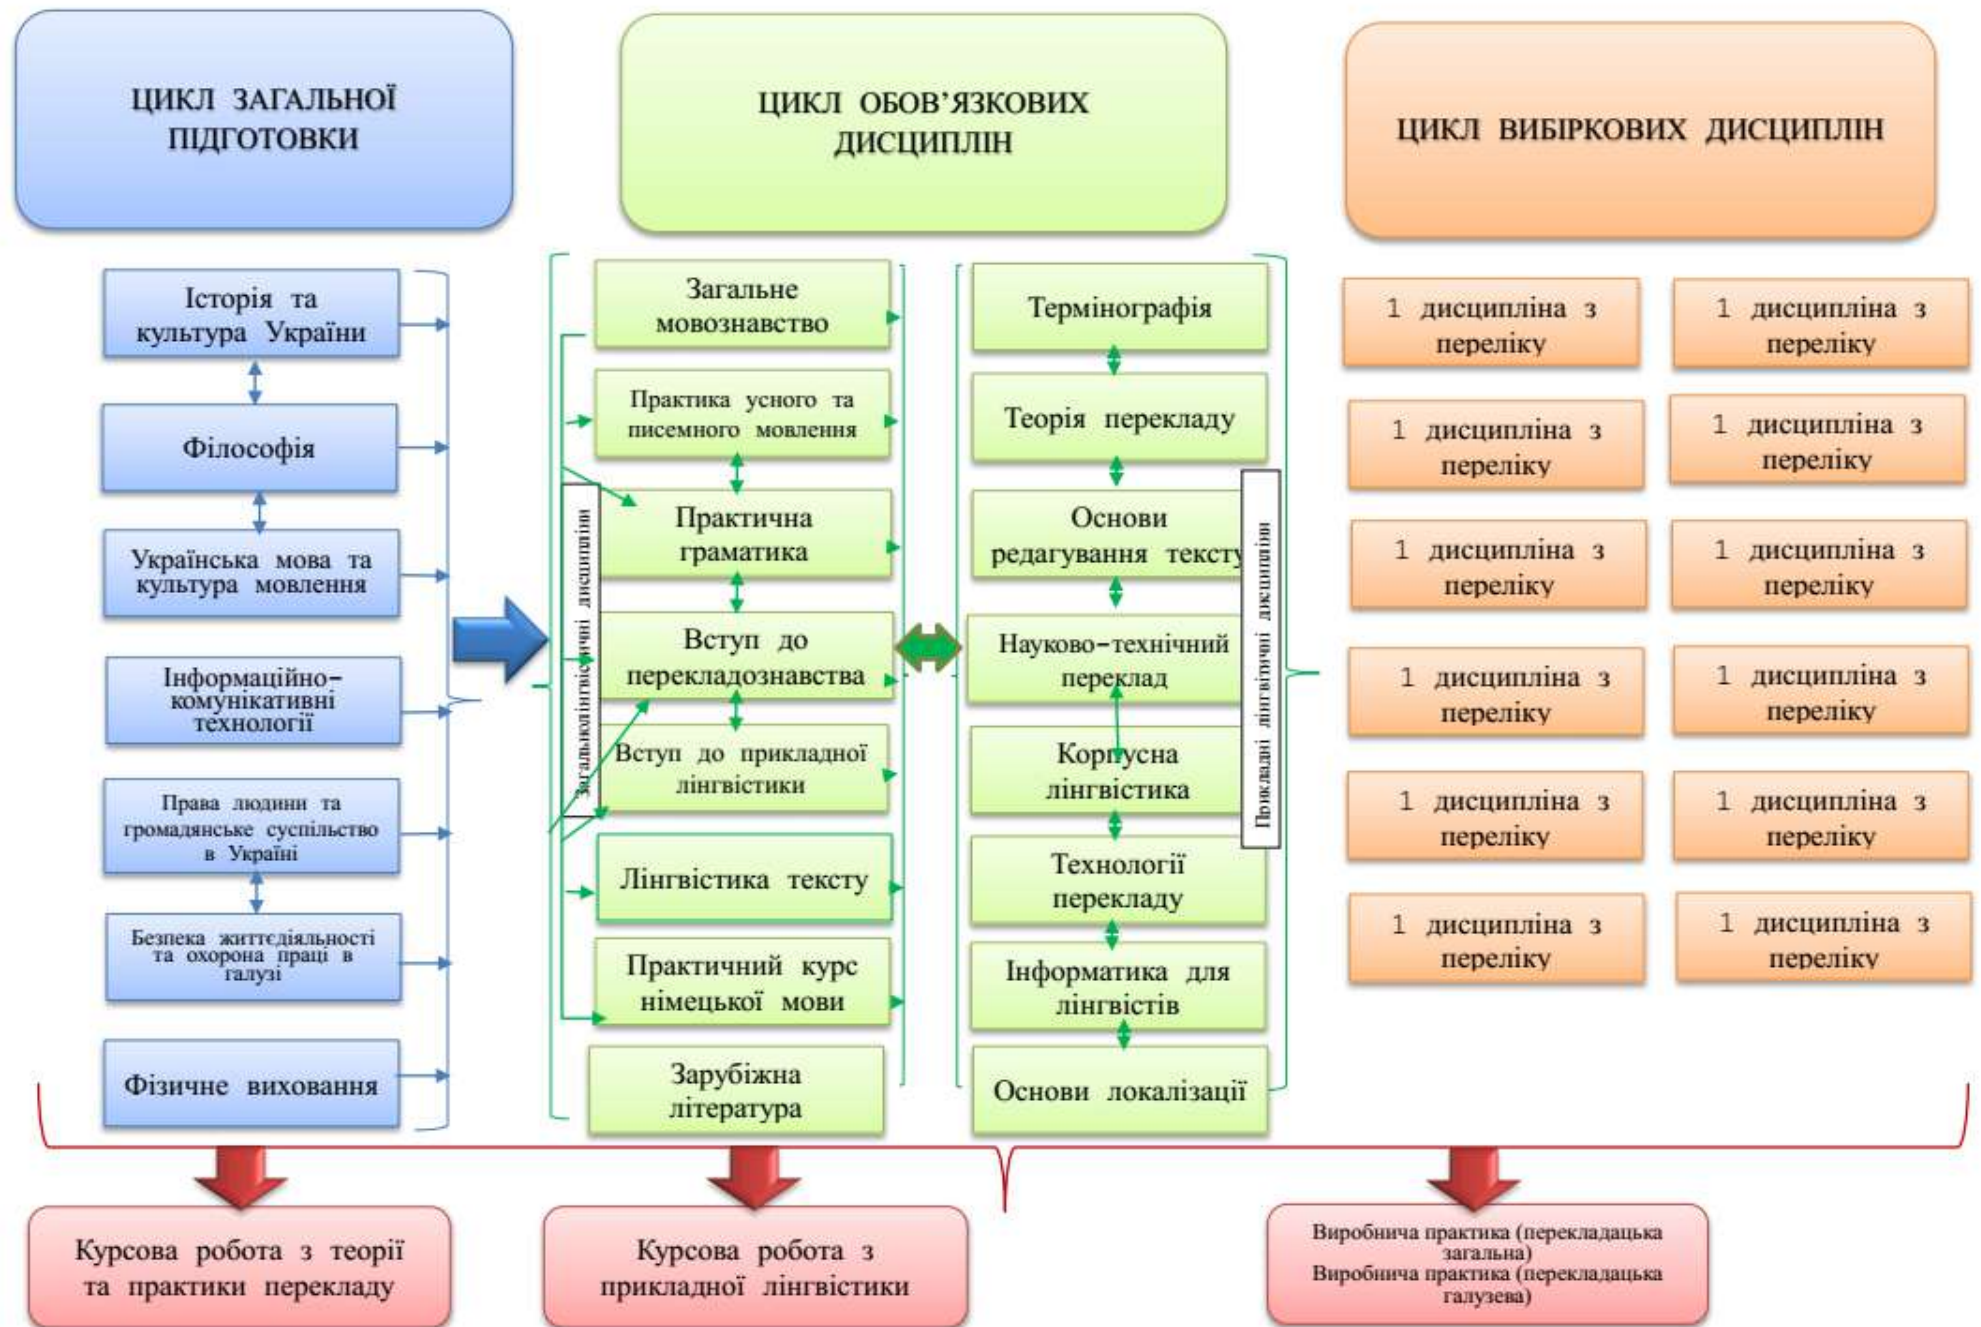 ЦИКЛ ЗАГАЛЬНОЇ
ПІДГОТОВКИ
ЦИКЛ ОБОВ’ЯЗКОВИХ
ДИСЦИПЛІН
ЦИКЛ ВИБІРКОВИХ ДИСЦИПЛІН
Історія та
культура України
Філософія
Українська мова та
культура мовлення
Інформаційно-
комунікативні
технології
Права людини та
громадянське суспільство
в Україні
Безпека життєдіяльності
та охорона праці в
галузі
Фізичне виховання
Загальнолінгвістичні дисципліни
Загальне
мовознавство
Практика усного та
писемного мовлення
Практична
граматика
Вступ до
перекладознавства
Вступ до прикладної
лінгвістики
Лінгвістика тексту
Практичний курс
німецької мови
Зарубіжна
література
Термінографія
Теорія перекладу
Основи
редагування тексту
Науково-технічний
переклад
Корпусна
лінгвістика
Технології
перекладу
Інформатика для
лінгвістів
Основи локалізації
Прикладні лінгвітичні дисципліни
1 дисципліна з
переліку
1 дисципліна з
переліку
1 дисципліна з
переліку
1 дисципліна з
переліку
1 дисципліна з
переліку
1 дисципліна з
переліку
1 дисципліна з
переліку
1 дисципліна з
переліку
1 дисципліна з
переліку
1 дисципліна з
переліку
1 дисципліна з
переліку
1 дисципліна з
переліку
Курсова робота з теорії
та практики перекладу
Курсова робота з
прикладної лінгвістики
Виробнича практика (перекладацька
загальна)
Виробнича практика (перекладацька
галузева)